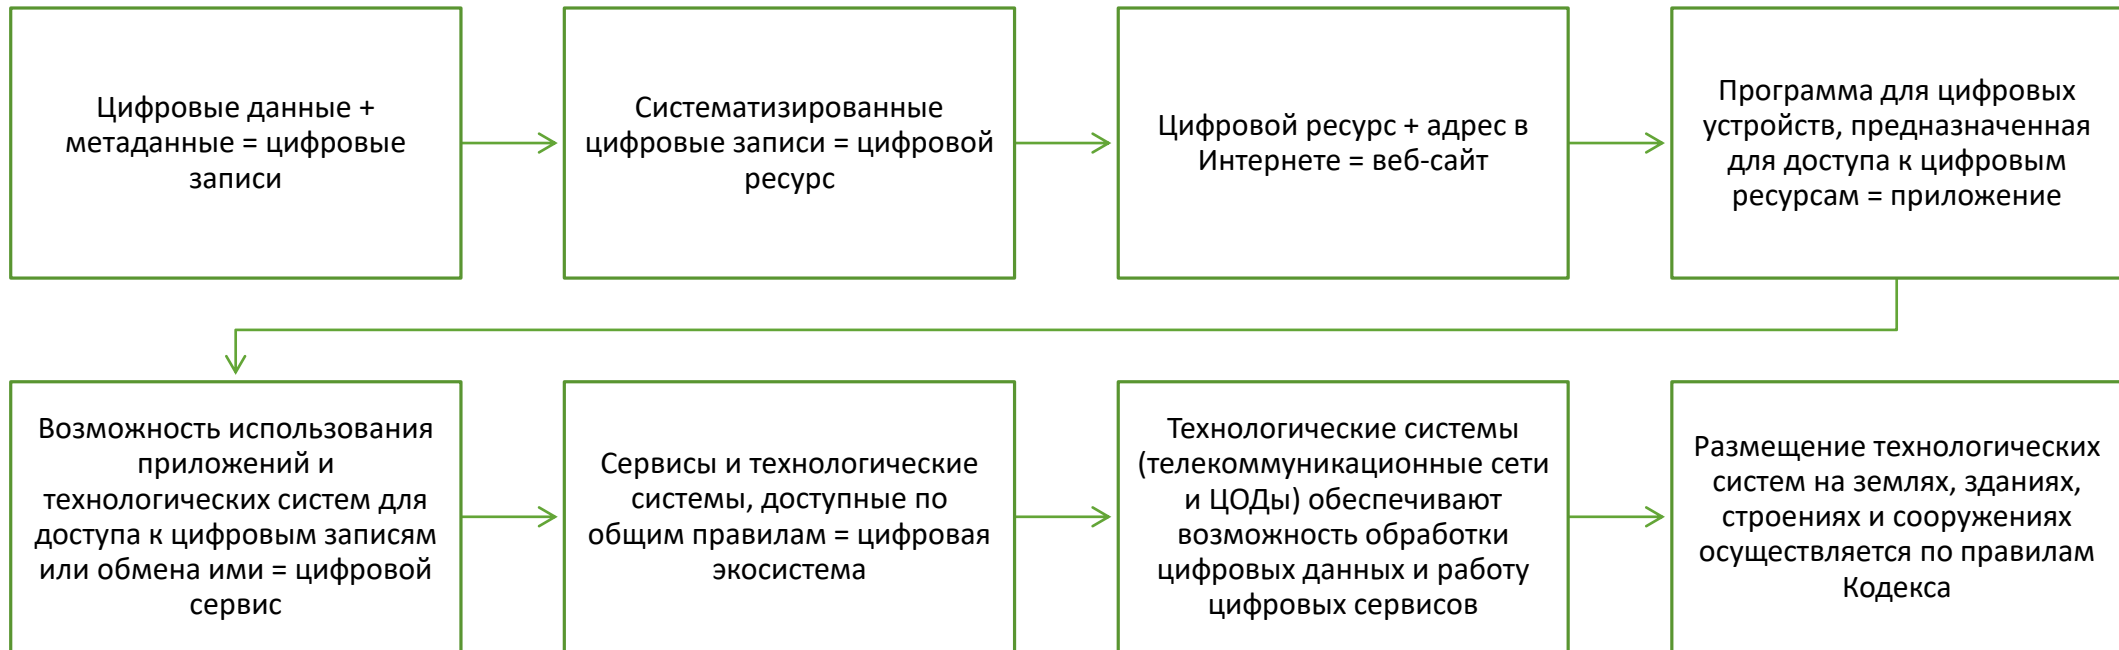 Цифровые данные +
метаданные = цифровые
записи
Систематизированные
цифровые записи = цифровой
ресурс
Цифровой ресурс + адрес в
Интернете = веб-сайт
Программа для цифровых
устройств, предназначенная
для доступа к цифровым
ресурсам = приложение
Возможность использования
приложений и
технологических систем для
доступа к цифровым записям
или обмена ими = цифровой
сервис
Сервисы и технологические
системы, доступные по
общим правилам = цифровая
экосистема
Технологические системы
(телекоммуникационные сети
и ЦОДы) обеспечивают
возможность обработки
цифровых данных и работу
цифровых сервисов
Размещение технологических
систем на землях, зданиях,
строениях и сооружениях
осуществляется по правилам
Кодекса